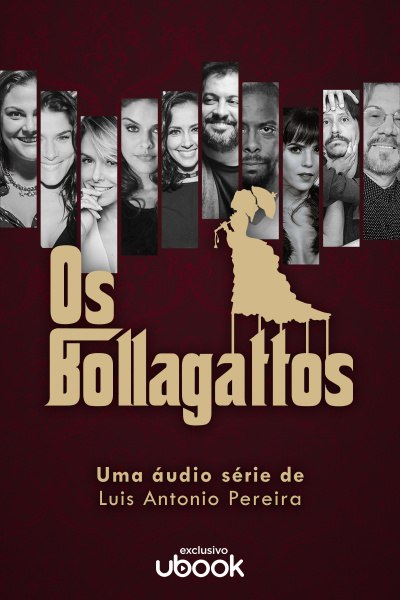 Os
Bollagattos
Uma áudio série de
Luis Antonio Pereira
exclusivo
ubook